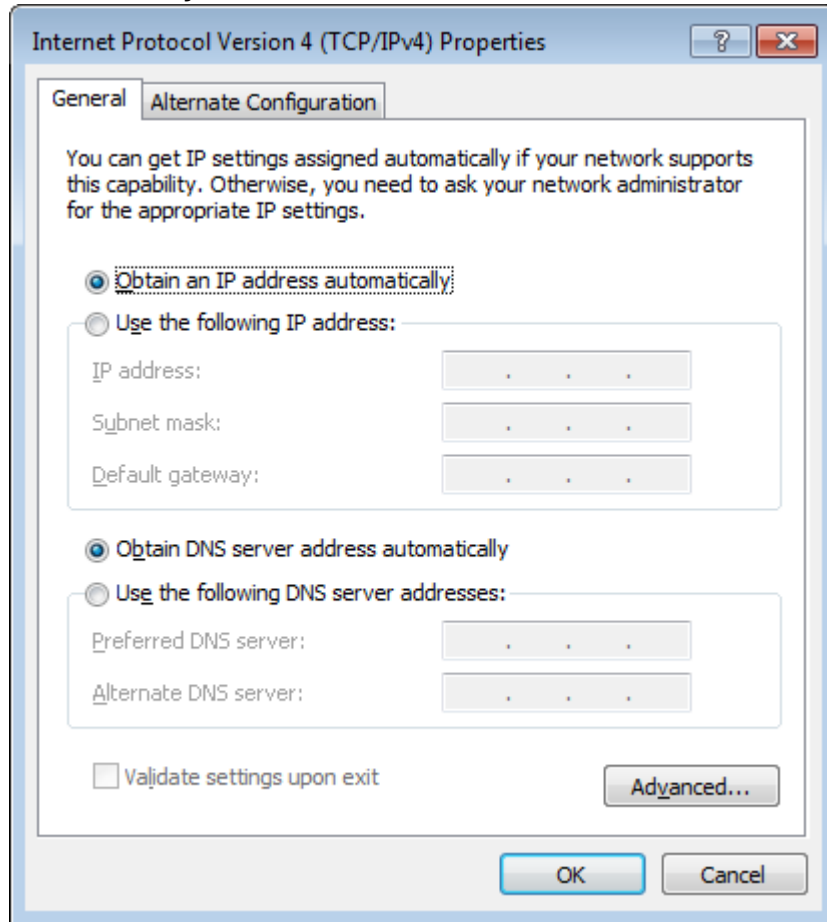 Internet Protocol Version 4 (TCP/IPv4) Properties
General
Alternate Configuration
You can get IP settings assigned automatically if your network supports
this capability. Otherwise, you need to ask your network administrator
for the appropriate IP settings.
Obtain an IP address automatically
Use the following IP address:
IP address:
Subnet mask:
Default gateway:
Obtain DNS server address automatically
Use the following DNS server addresses:
Preferred DNS server:
Alternate DNS server:
Validate settings upon exit
Advanced...
OK
Cancel